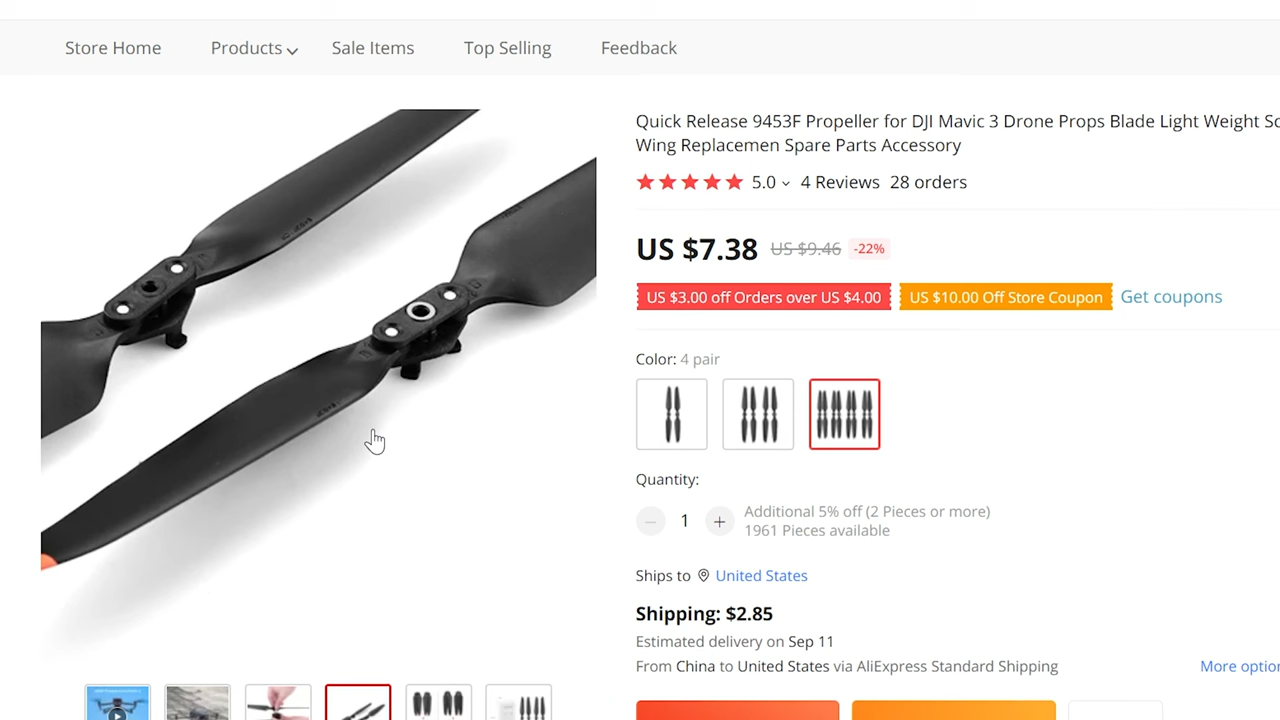 Store Home Products Sale Items Top Selling Feedback
Quick Release 9453F Propeller for DJI Mavic 3 Drone Props Blade Light Weight
Wing Replacemen Spare Parts Accessory
5.0 4 Reviews 28 orders
US $7.38 US $9.46 -22%
US $3.00 off Orders over US $4.00 US $10.00 Off Store Coupon Get coupons
Color: 4 pair
Quantity:
- 1 +
Additional 5% off (2 Pieces or more)
1961 Pieces available
Ships to United States
Shipping: $2.85
Estimated delivery on Sep 11
From China to United States via AliExpress Standard Shipping
More